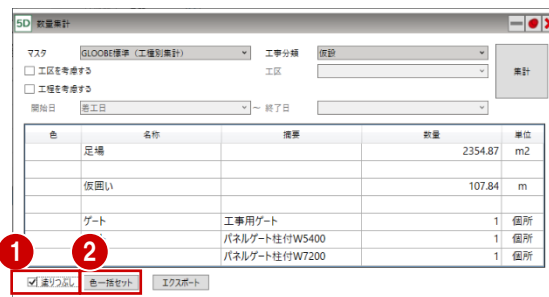 5D 数量集計
マスタ GLOOBE標準（工種別集計） 工事分類 仮設
工区を考慮する 工区 集計
工程を考慮する
開始日 着工日 ～ 終了日
色 名称 摘要 数量 単位
足場 2354.87 m2
仮囲い 107.84 m
ゲート 工事用ゲート 1 個所
パネルゲート柱付W5400 1 個所
パネルゲート柱付W7200 1 個所
1 2
塗りつぶし 色一括セット エクスポート